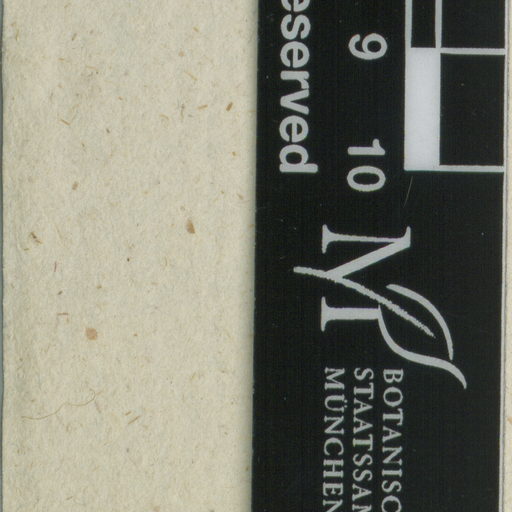 eserved
9 10
M
BOTANISC
STAATSSAM
MÜNCHEN